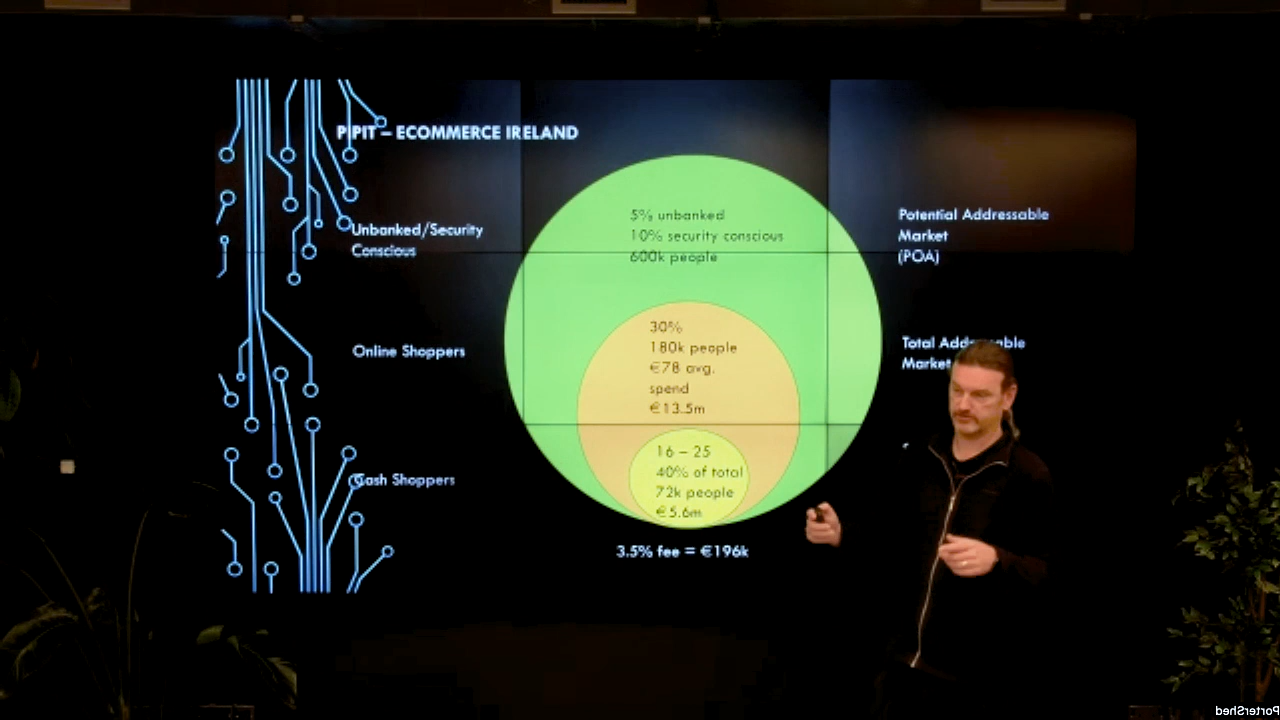 PIPIT – ECOMMERCE IRELAND
Unbanked/Security
Conscious
5% unbanked
10% security conscious
600k people
Potential Addressable
Market
(POA)
Online Shoppers
30%
180k people
€78 avg.
spend
€13.5m
Total
Market
Cash Shoppers
16 – 25
40% of total
72k people
€5.6m
3.5% fee = €196k
PorterShed